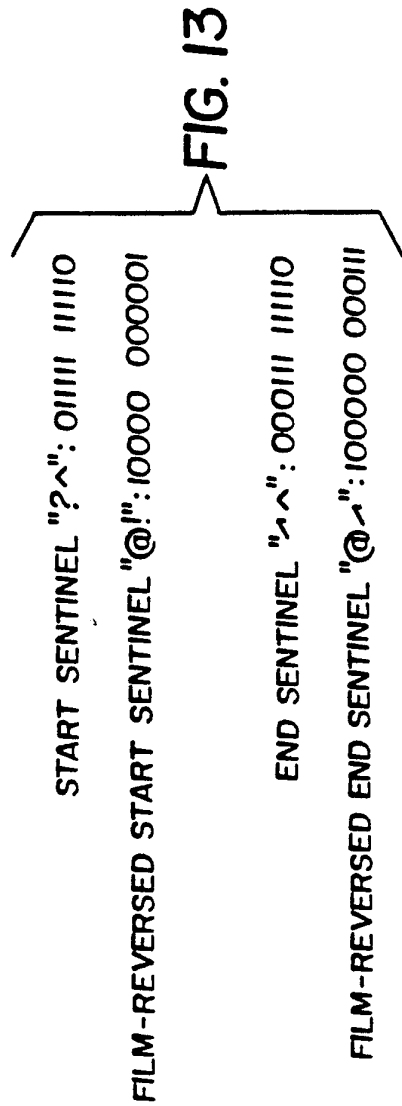 START SENTINEL "?^": 011111 111110
FILM-REVERSED START SENTINEL "@!":10000 000001
END SENTINEL "^^": 000111 111110
FILM-REVERSED END SENTINEL "@^":100000 000111
FIG. 13